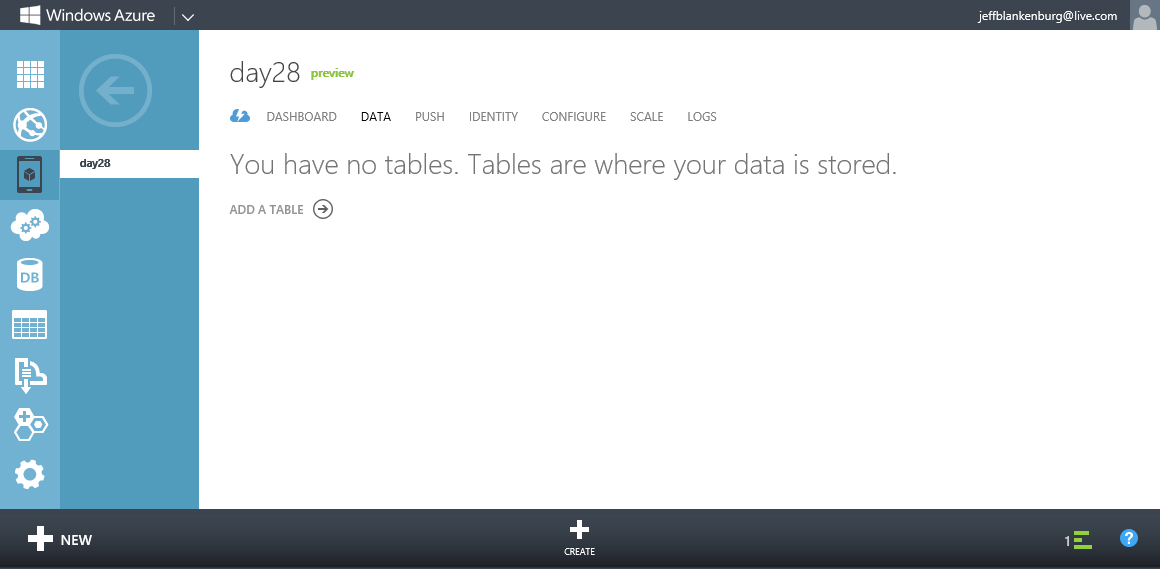 Windows Azure
jeffblankenburg@live.com
day28 preview
DASHBOARD DATA PUSH IDENTITY CONFIGURE SCALE LOGS
day28
You have no tables. Tables are where your data is stored.
ADD A TABLE
DB
NEW
CREATE
1
?